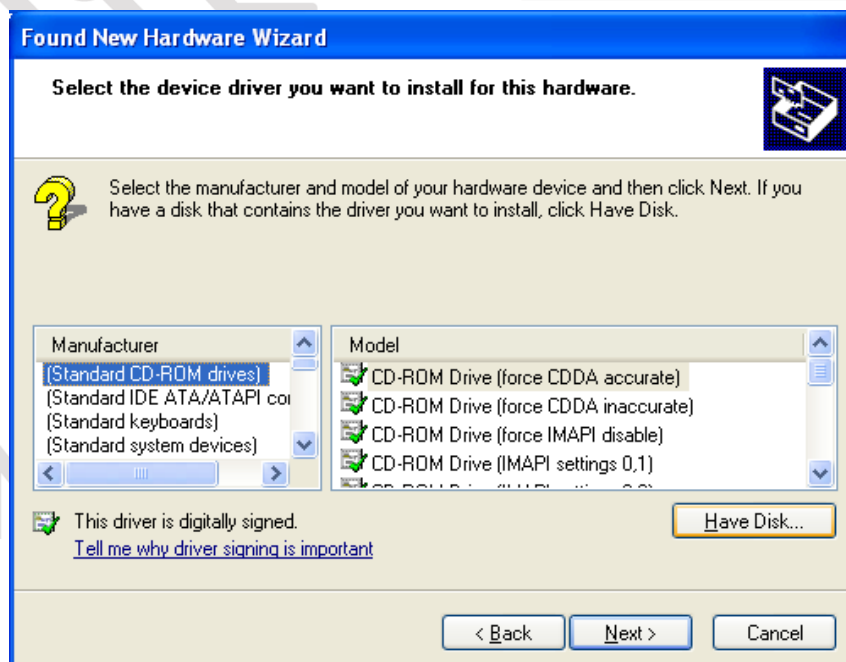 Found New Hardware Wizard
Select the device driver you want to install for this hardware.
Select the manufacturer and model of your hardware device and then click Next. If you
have a disk that contains the driver you want to install, click Have Disk.
Manufacturer
(Standard CD-ROM drives)
(Standard IDE ATA/ATAPI co
(Standard keyboards)
(Standard system devices)
Model
CD-ROM Drive (force CDDA accurate)
CD-ROM Drive (force CDDA inaccurate)
CD-ROM Drive (force IMAPI disable)
CD-ROM Drive (IMAPI settings 0,1)
This driver is digitally signed.
Tell me why driver signing is important
Have Disk...
< Back
Next >
Cancel